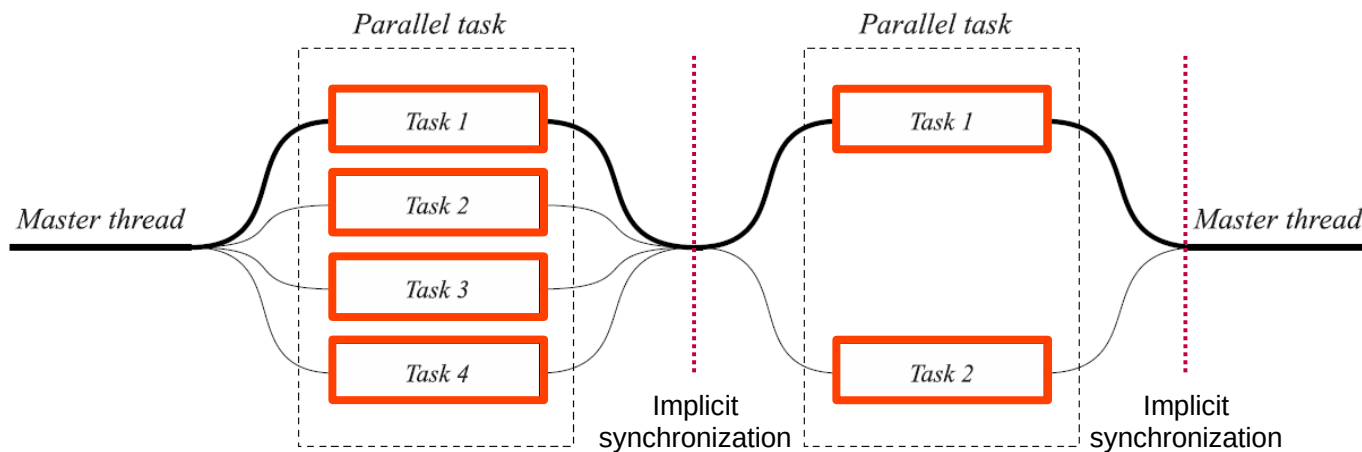 Parallel task
Parallel task
Task 1
Task 1
Task 2
Master thread
Master thread
Task 3
Task 4
Task 2
Implicit
synchronization
Implicit
synchronization